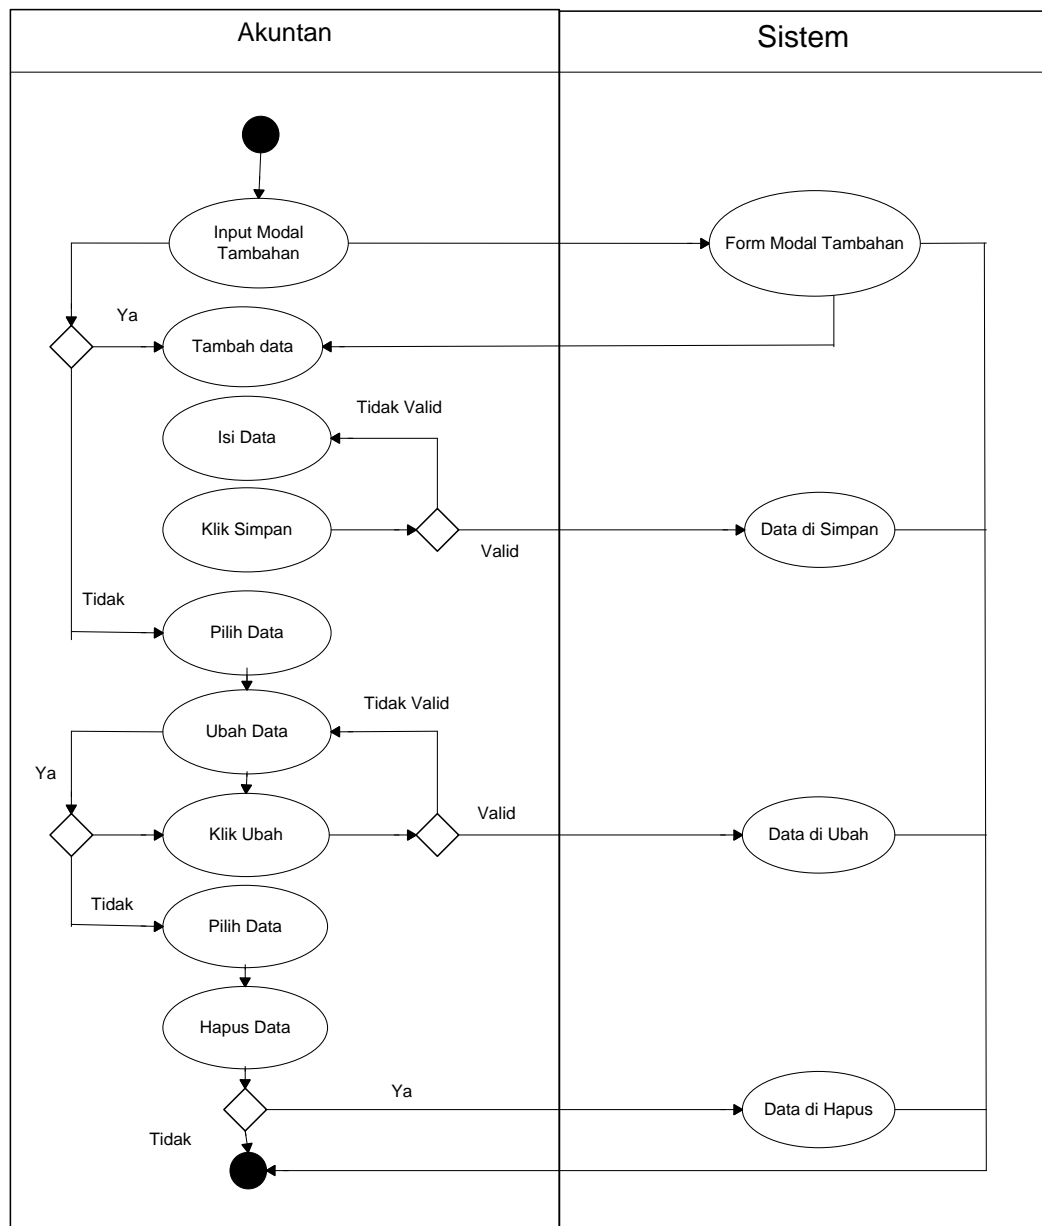 Akuntan
Sistem
Input Modal
Tambahan
Form Modal Tambahan
Ya
Tambah data
Tidak Valid
Isi Data
Klik Simpan
Data di Simpan
Valid
Tidak
Pilih Data
Tidak Valid
Ubah Data
Ya
Valid
Klik Ubah
Data di Ubah
Tidak
Pilih Data
Hapus Data
Ya
Data di Hapus
Tidak